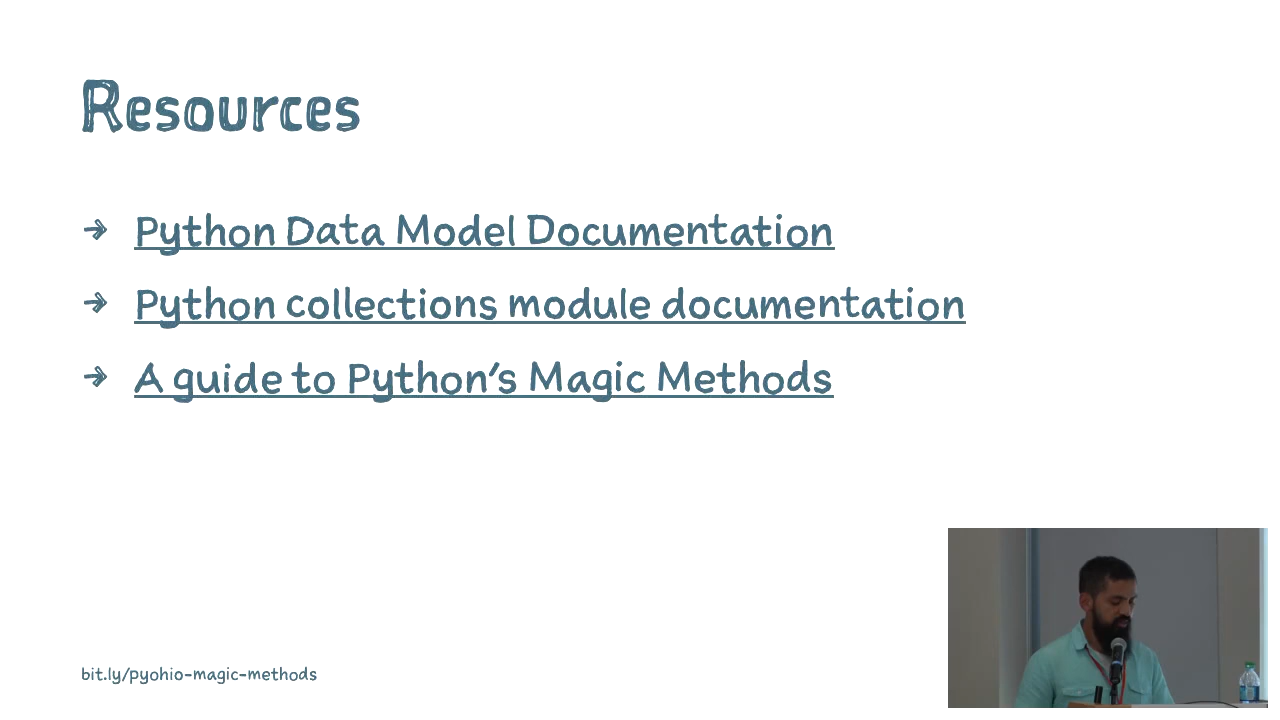 Resources
→ Python Data Model Documentation
→ Python collections module documentation
→ A guide to Python's Magic Methods
bit.ly/pyohio-magic-methods